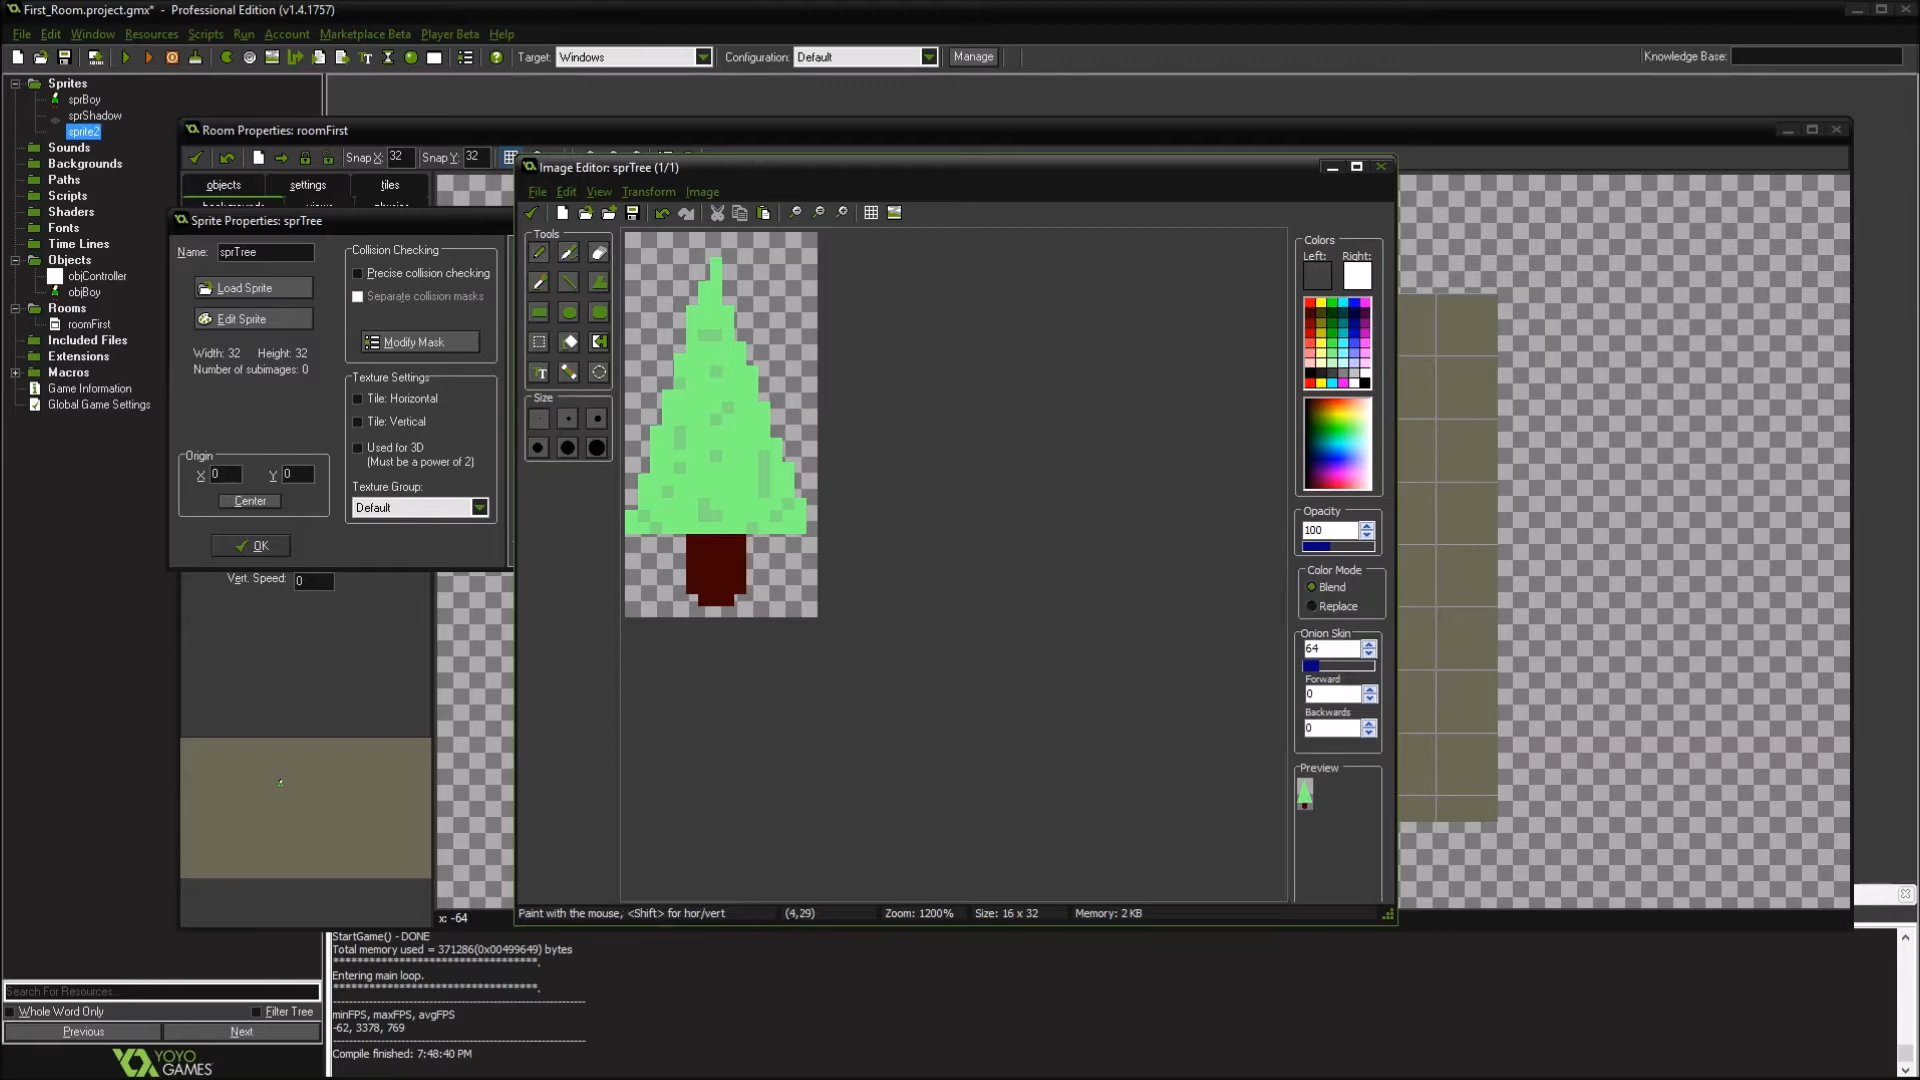 First_Room.project.gmx* - Professional Edition (v1.4.1757)
File Edit Window Resources Scripts Run Account Marketplace Beta Player Beta Help
Target: Windows Configuration: Default Manage Knowledge Base:
Sprites
sprBoy
sprShadow
sprite2
Sounds
Backgrounds
Paths
Scripts
Shaders
Fonts
Time Lines
Objects
objController
objBoy
Rooms
roomFirst
Included Files
Extensions
Macros
Game Information
Global Game Settings
Room Properties: roomFirst
Snap X: 32 Snap Y: 32
objects settings tiles
Sprite Properties: sprTree
Name: sprTree
Load Sprite
Edit Sprite
Width: 32 Height: 32
Number of subimages: 0
Origin
X 0 Y 0
Center
OK
Collision Checking
Precise collision checking
Separate collision masks
Modify Mask
Texture Settings
Tile: Horizontal
Tile: Vertical
Used for 3D
(Must be a power of 2)
Texture Group:
Default
Vert. Speed: 0
x: -64
Image Editor: sprTree (1/1)
File Edit View Transform Image
Tools
Size
Colors
Left: Right:
Opacity
100
Color Mode
Blend
Replace
Onion Skin
64
Forward
0
Backwards
0
Preview
Paint with the mouse, <Shift> for hor/vert (4,29) Zoom: 1200% Size: 16 x 32 Memory: 2 KB
StartGame() - DONE
Total memory used = 371286(0x00499649) bytes
**********************************.
Entering main loop.
**********************************.
minFPS, maxFPS, avgFPS
-62, 3378, 769
Compile finished: 7:48:40 PM
Search For Resources...
Whole Word Only Filter Tree
Previous Next
YOYO
GAMES